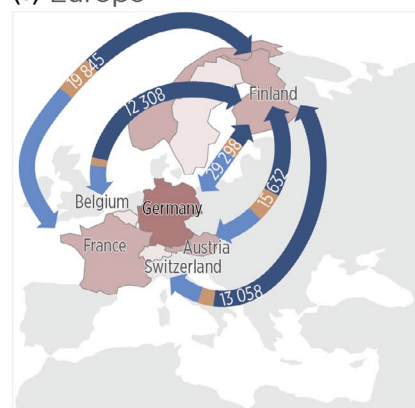 Europe
19 845
12 308
Finland
29 298
15 632
Belgium
Germany
France
Austria
Switzerland
13 058